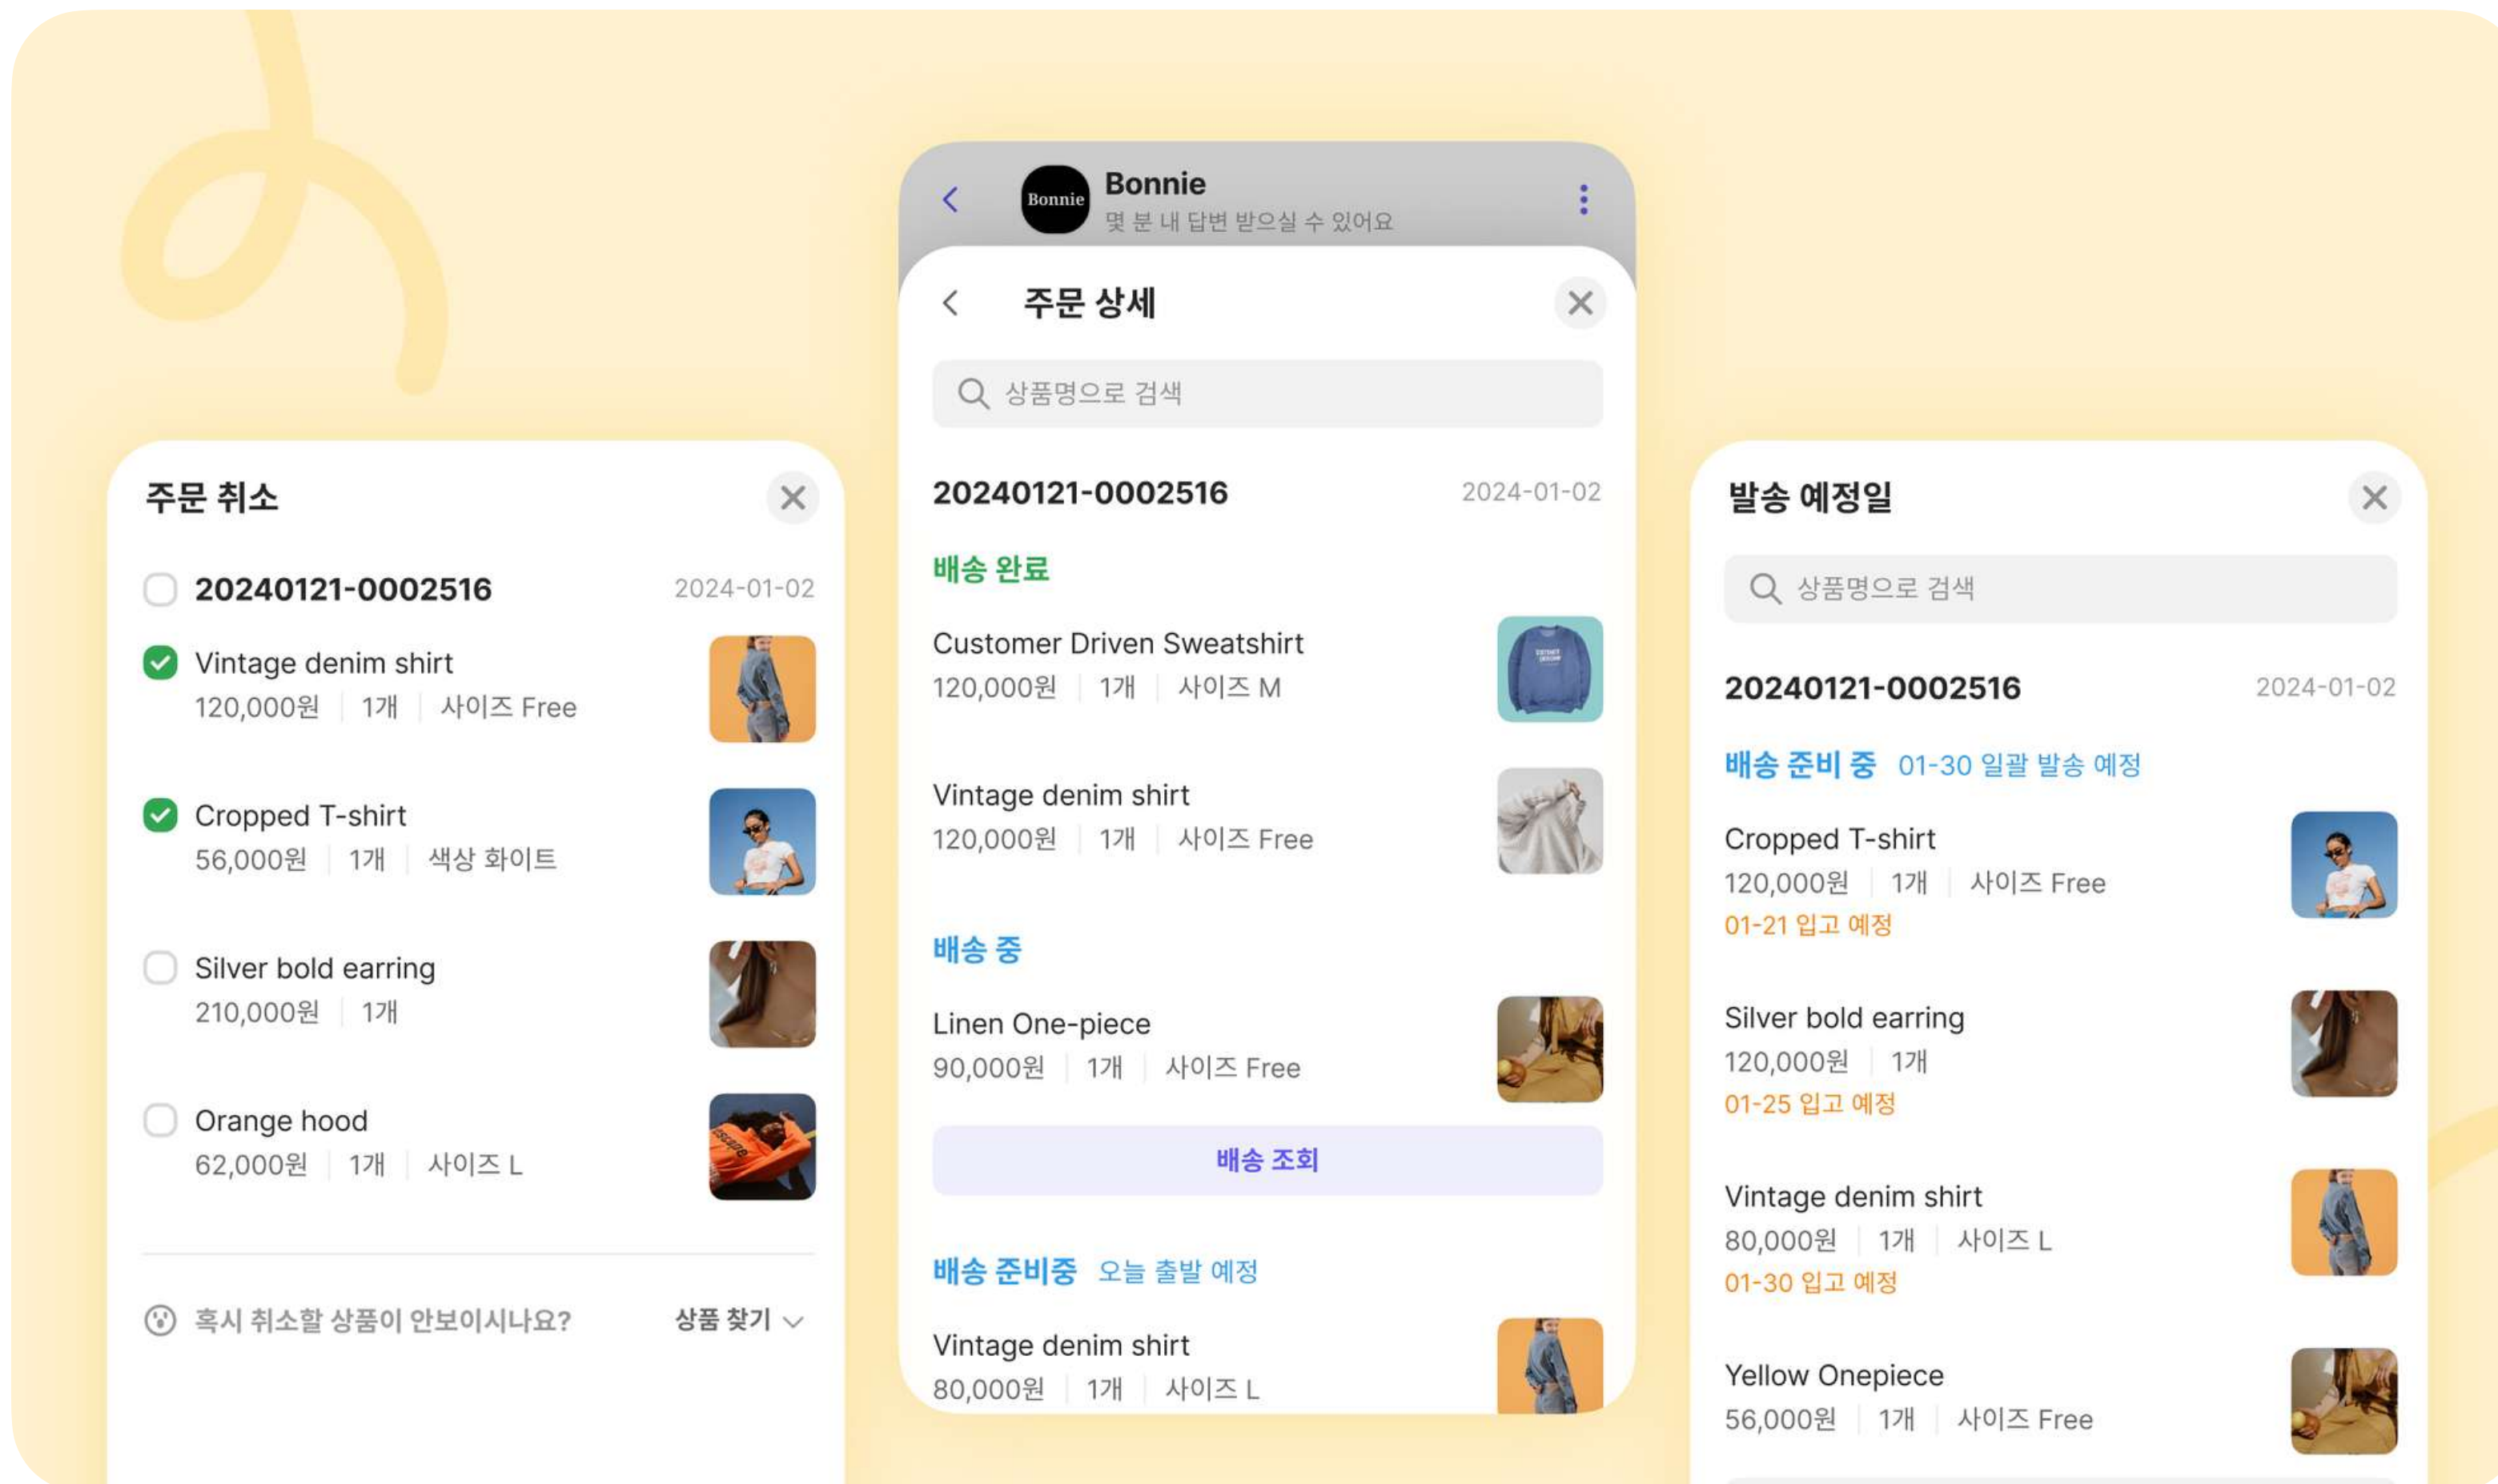 주문 취소
20240121-0002516 2024-01-02
Vintage denim shirt
120,000원 1개 사이즈 Free
Cropped T-shirt
56,000원 1개 색상 화이트
Silver bold earring
210,000원 1개
Orange hood
62,000원 1개 사이즈 L
escape
혹시 취소할 상품이 안보이시나요? 상품 찾기
Bonnie
Bonnie
몇 분 내 답변 받으실 수 있어요
주문 상세
상품명으로 검색
20240121-0002516 2024-01-02
배송 완료
Customer Driven Sweatshirt
120,000원 1개 사이즈 M
Vintage denim shirt
120,000원 1개 사이즈 Free
배송 중
Linen One-piece
90,000원 1개 사이즈 Free
배송 조회
배송 준비중 오늘 출발 예정
Vintage denim shirt
80,000원 1개 사이즈 L
발송 예정일
상품명으로 검색
20240121-0002516 2024-01-02
배송 준비 중 01-30 일괄 발송 예정
Cropped T-shirt
120,000원 1개 사이즈 Free
01-21 입고 예정
Silver bold earring
120,000원 1개
01-25 입고 예정
Vintage denim shirt
80,000원 1개 사이즈 L
01-30 입고 예정
Yellow Onepiece
56,000원 1개 사이즈 Free